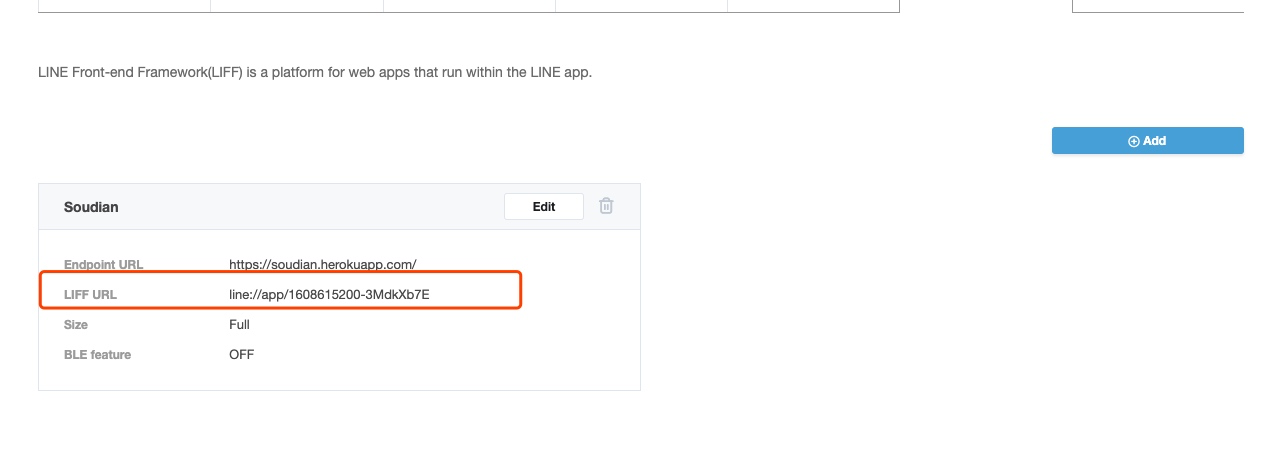 LINE Front-end Framework(LIFF) is a platform for web apps that run within the LINE app.
Add
Soudian Edit
Endpoint URL https://soudian.herokuapp.com/
LIFF URL line://app/1608615200-3MdkXb7E
Size Full
BLE feature OFF